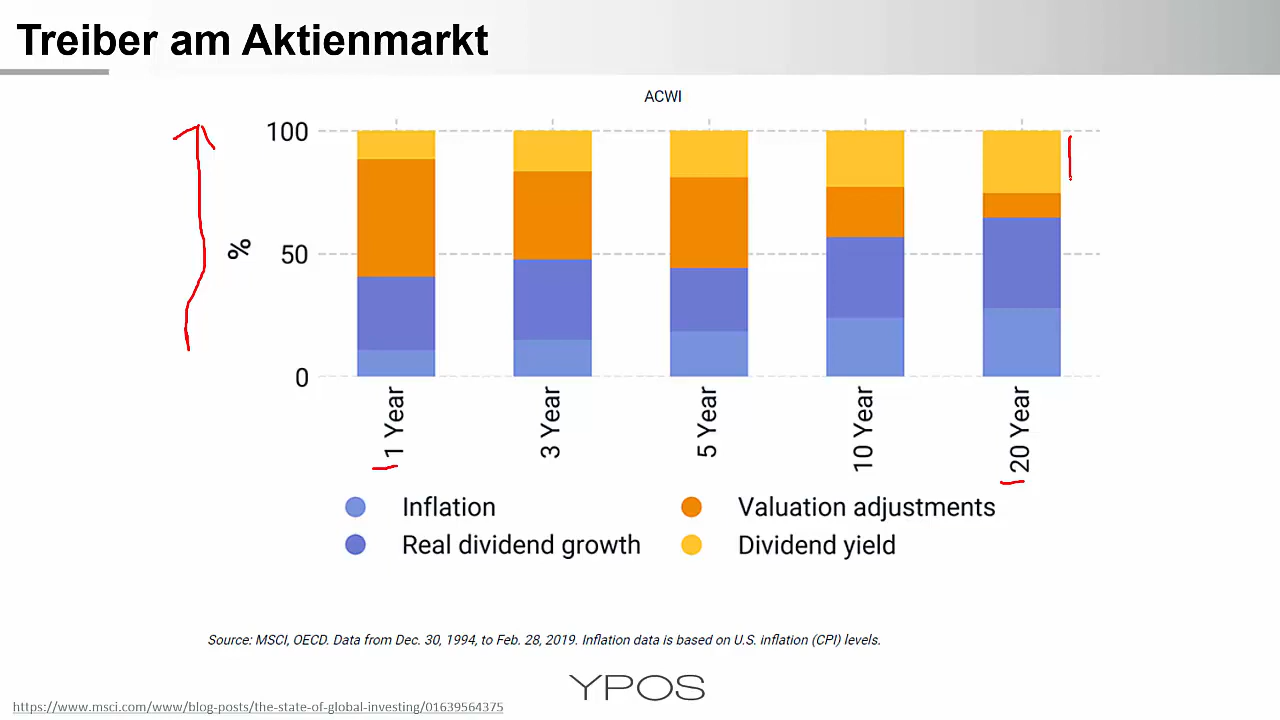 Treiber am Aktienmarkt
ACWI
100
%
50
0
1 Year
3 Year
5 Year
10 Year
20 Year
Inflation
Valuation adjustments
Real dividend growth
Dividend yield
Source: MSCI, OECD. Data from Dec. 30, 1994, to Feb. 28, 2019. Inflation data is based on U.S. inflation (CPI) levels.
YPOS
https://www.msci.com/www/blog-posts/the-state-of-global-investing/01639564375